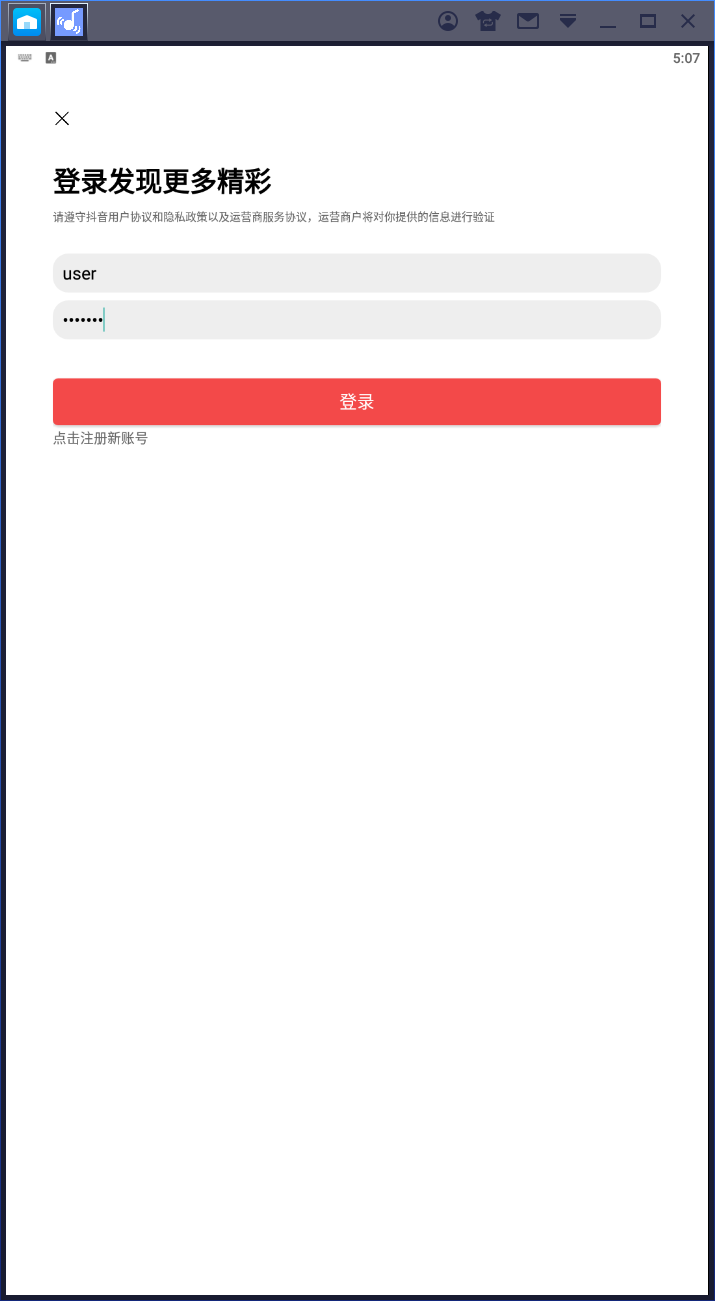 5:07
登录发现更多精彩
请遵守抖音用户协议和隐私政策以及运营商服务协议，运营商户将对你提供的信息进行验证
user
•••••••
登录
点击注册新账号